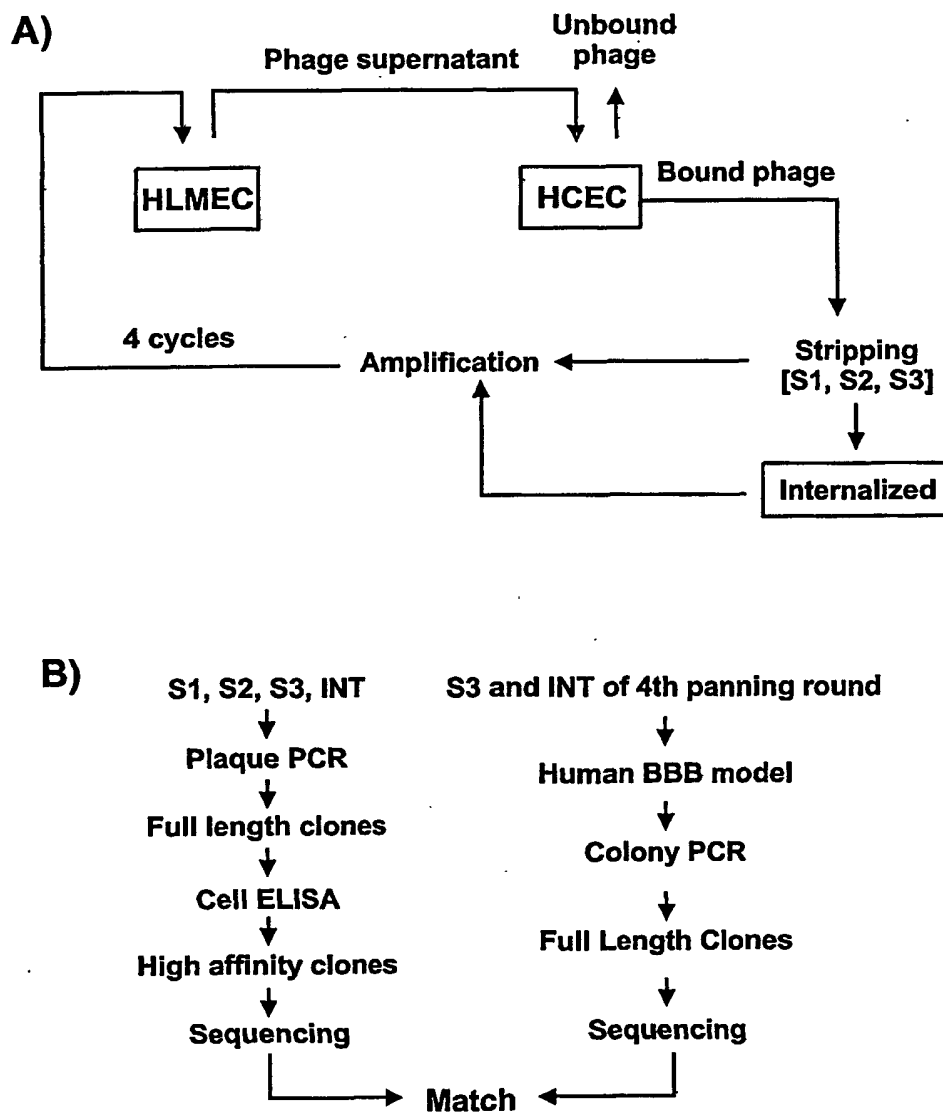 A)
Unbound
phage
Phage supernatant
HLMEC
HCEC
Bound phage
4 cycles
Amplification
Stripping
[S1, S2, S3]
Internalized
B)
S1, S2, S3, INT
Plaque PCR
Full length clones
Cell ELISA
High affinity clones
Sequencing
S3 and INT of 4th panning round
Human BBB model
Colony PCR
Full Length Clones
Sequencing
Match